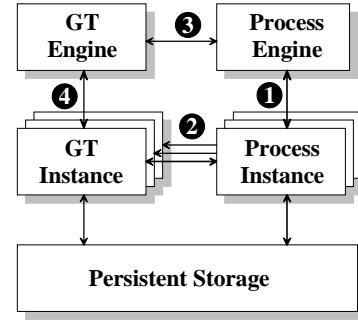 GT
Engine
3
Process
Engine
4
1
2
GT
Instance
Process
Instance
Persistent Storage